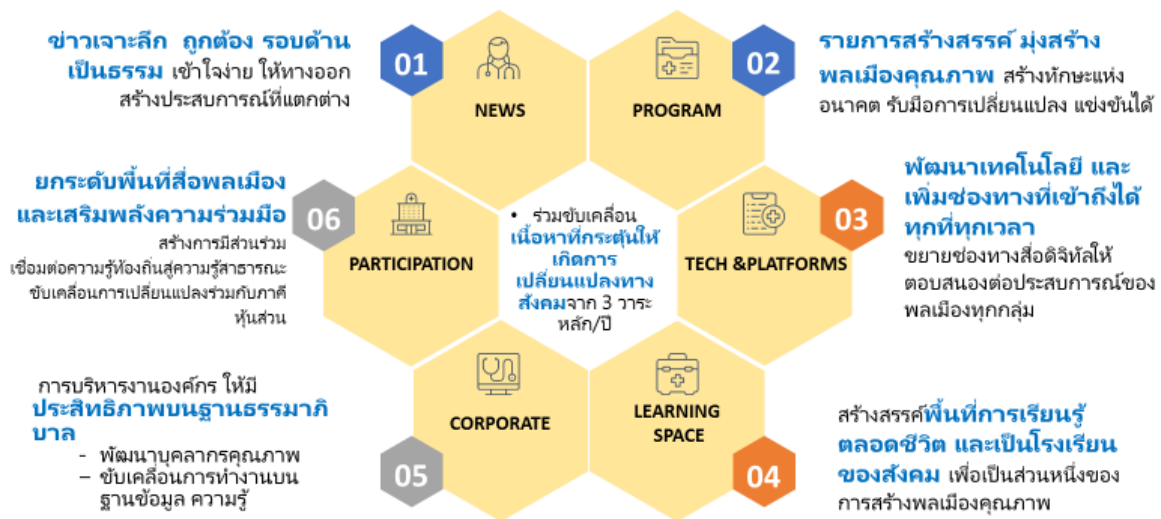 ข่าวเจาะลึก ถูกต้อง รอบด้าน
เป็นธรรม เข้าใจง่าย ให้ทางออก
สร้างประสบการณ์ที่แตกต่าง
01
NEWS
PROGRAM
02
รายการสร้างสรรค์ มุ่งสร้าง
พลเมืองคุณภาพ สร้างทักษะแห่ง
อนาคต รับมือการเปลี่ยนแปลง แข่งขันได้
ยกระดับพื้นที่สื่อพลเมือง
และเสริมพลังความร่วมมือ
สร้างการมีส่วนร่วม
เชื่อมต่อความรู้ท้องถิ่นสู่ความรู้สาธารณะ
ขับเคลื่อนการเปลี่ยนแปลงร่วมกับภาคี
หุ้นส่วน
06
PARTICIPATION
• ร่วมขับเคลื่อน
เนื้อหาที่กระตุ้นให้
เกิดการ
เปลี่ยนแปลงทาง
สังคมจาก 3 วาระ
หลัก/ปี
TECH &PLATFORMS
03
พัฒนาเทคโนโลยี และ
เพิ่มช่องทางที่เข้าถึงได้
ทุกที่ทุกเวลา
ขยายช่องทางสื่อดิจิทัลให้
ตอบสนองต่อประสบการณ์ของ
พลเมืองทุกกลุ่ม
การบริหารงานองค์กร ให้มี
ประสิทธิภาพบนฐานธรรมาภิ
บาล
- พัฒนาบุคลากรคุณภาพ
– ขับเคลื่อนการทำงานบน
ฐานข้อมูล ความรู้
05
CORPORATE
LEARNING
SPACE
04
สร้างสรรค์พื้นที่การเรียนรู้
ตลอดชีวิต และเป็นโรงเรียน
ของสังคม เพื่อเป็นส่วนหนึ่งของ
การสร้างพลเมืองคุณภาพ